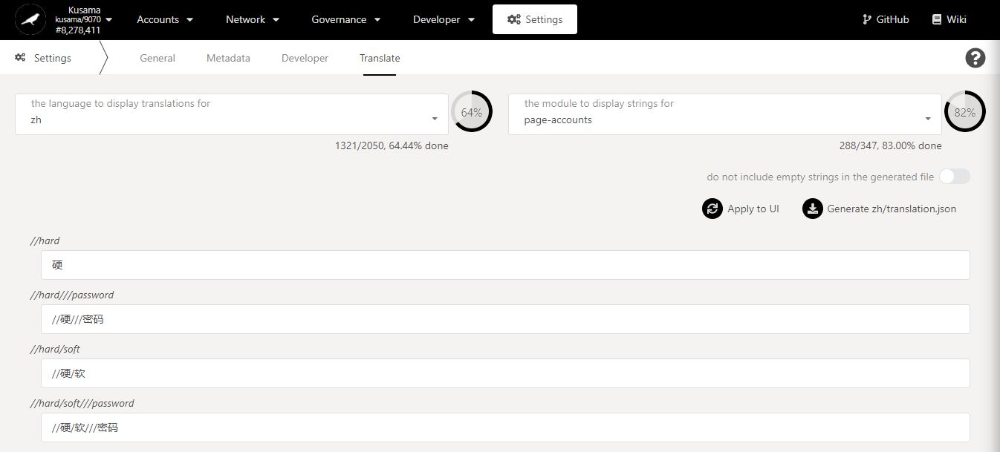 Kusama
kusama/9070
#8,278,411
Accounts
Network
Governance
Developer
Settings
GitHub
Wiki
Settings
General
Metadata
Developer
Translate
the language to display translations for
zh
64%
1321/2050, 64.44% done
the module to display strings for
page-accounts
82%
288/347, 83.00% done
do not include empty strings in the generated file
Apply to UI
Generate zh/translation.json
//hard
硬
//hard///password
//硬///密码
//hard/soft
//硬/软
//hard/soft///password
//硬/软///密码